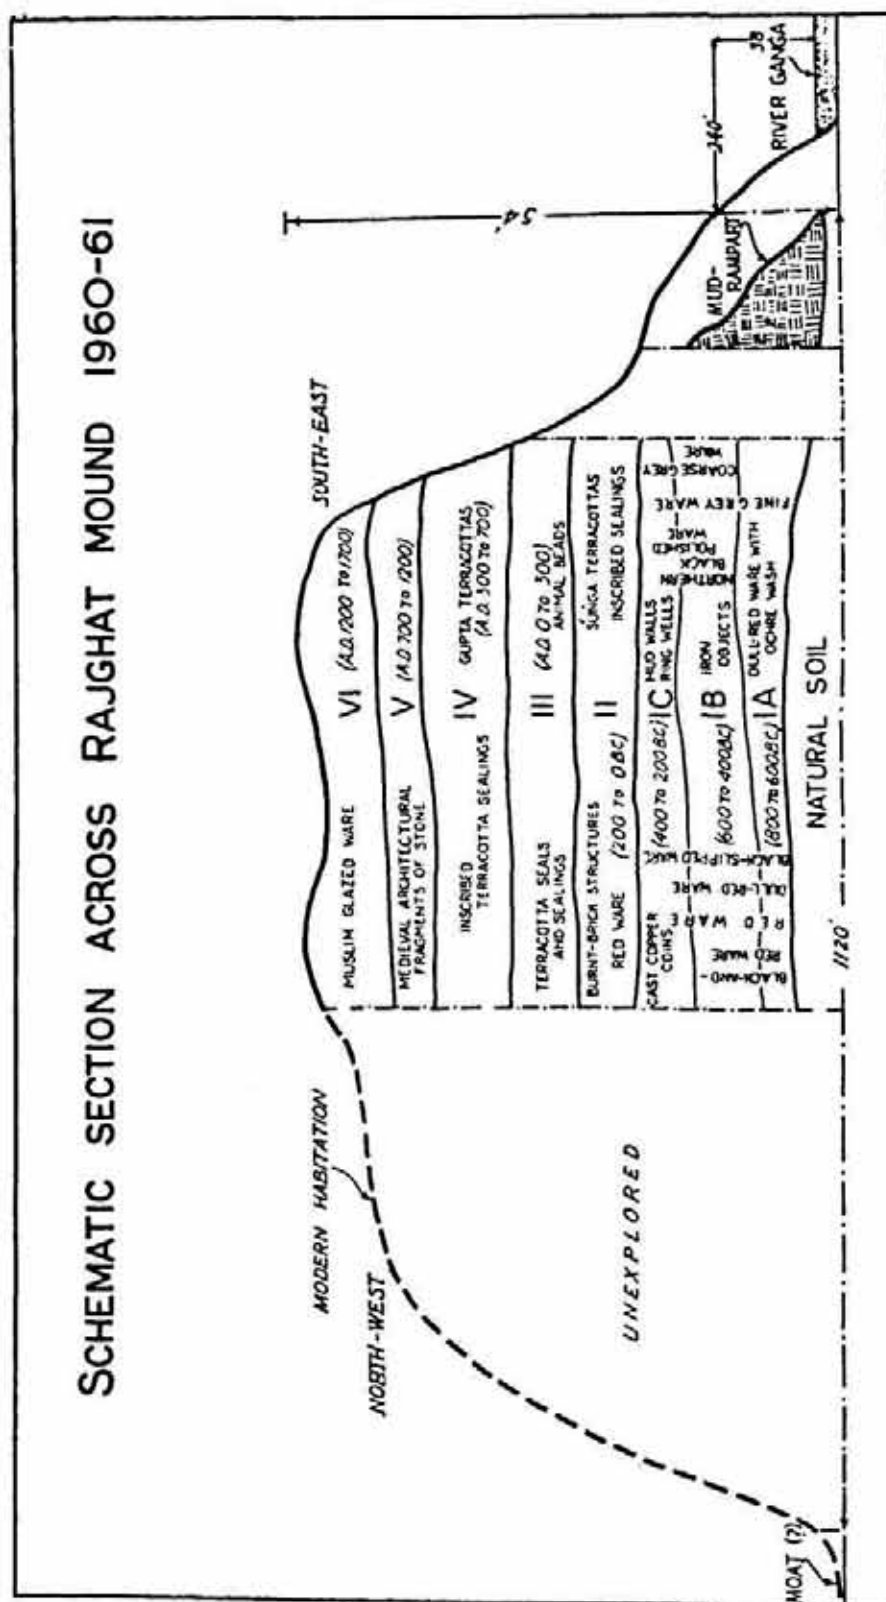 SCHEMATIC SECTION ACROSS RAJGHAT MOUND 1960-61
MODERN HABITATION
NORTH-WEST
SOUTH-EAST
54'
240'
38
RIVER GANGA
MUD-
RAMPART
UNEXPLORED
MOAT (?)
1120'
NATURAL SOIL
MUSLIM GLAZED WARE
VI
(A.D. 1200 TO 1700)
MEDIEVAL ARCHITECTURAL
FRAGMENTS OF STONE
V
(A.D 700 TO 1200)
INSCRIBED
TERRACOTTA SEALINGS
IV
GUPTA TERRACOTTAS
(A.D. 300 TO 700)
TERRACOTTA SEALS
AND SEALINGS
III
(A.D. 0 TO 300)
ANIMAL BEADS
BURNT-BRICK STRUCTURES
RED WARE
(200 TO 0 BC)
II
SUNGA TERRACOTTAS
INSCRIBED SEALINGS
CAST COPPER
COINS
(400 TO 200BC)
IC
MUD WALLS
RING WELLS
(600 TO 400BC)
IB
IRON
OBJECTS
(800 TO 600BC)
IA
DULL-RED WARE WITH
OCHRE WASH
BLACK-AND-
RED WARE
RED WARE
DULL-RED WARE
BLACK-SLIPPED WARE
NORTHERN
BLACK
POLISHED
WARE
FINE GREY WARE
COARSE GREY
WARE